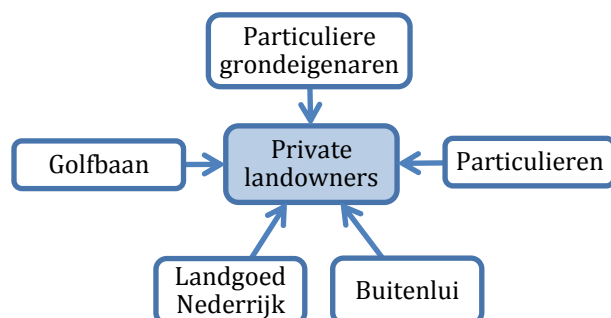 Particuliere
grondeigenaren
Golfbaan
Private
landowners
Particulieren
Landgoed
Nederrijk
Buitenlui